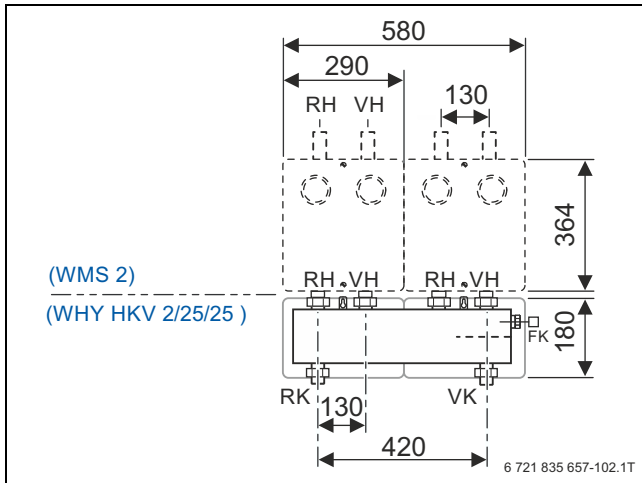 580
290
RH VH
130
364
(WMS 2)
RH VH RH VH
(WHY HKV 2/25/25 )
FK
180
RK VK
130
420
6 721 835 657-102.1T